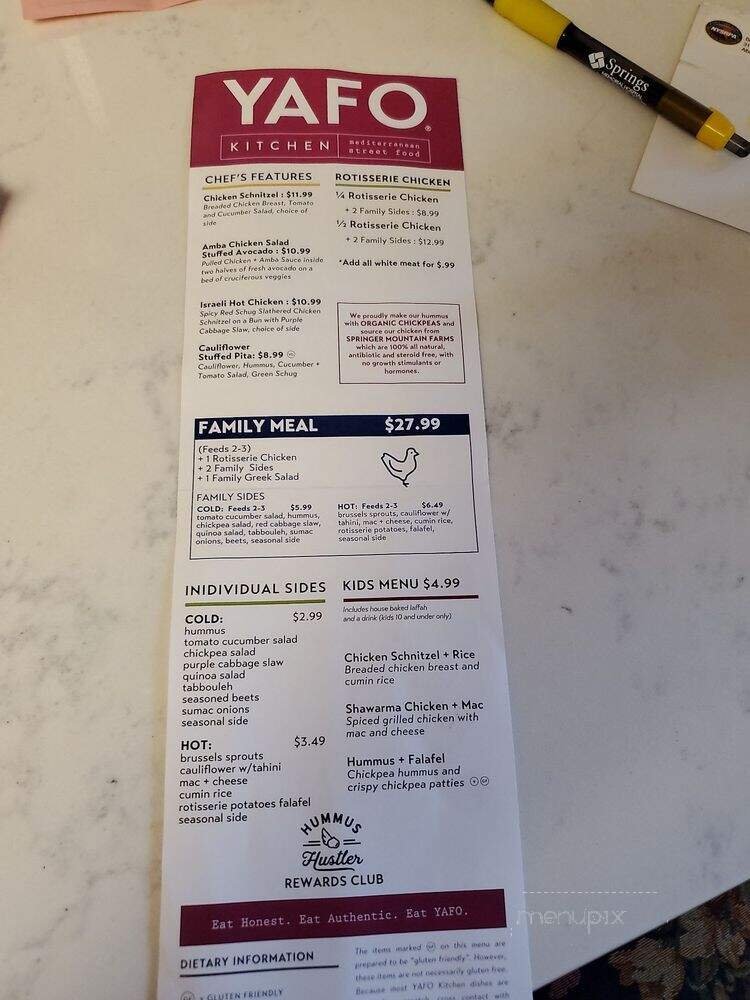 NYSRPA
Springs
MEMORIAL HOSPITAL
YAFO
KITCHEN
mediterranean
street food
CHEF'S FEATURES
Chicken Schnitzel : $11.99
Breaded Chicken Breast, Tomato
and Cucumber Salad, choice of
side
Amba Chicken Salad
Stuffed Avocado : $10.99
Pulled Chicken + Amba Sauce inside
two halves of fresh avocado on a
bed of cruciferous veggies
Israeli Hot Chicken : $10.99
Spicy Red Schug Slathered Chicken
Schnitzel on a Bun with Purple
Cabbage Slaw, choice of side
Cauliflower
Stuffed Pita: $8.99
Cauliflower, Hummus, Cucumber +
Tomato Salad, Green Schug
ROTISSERIE CHICKEN
¼ Rotisserie Chicken
+ 2 Family Sides : $8.99
½ Rotisserie Chicken
+ 2 Family Sides : $12.99
*Add all white meat for $.99
We proudly make our hummus
with ORGANIC CHICKPEAS and
source our chicken from
SPRINGER MOUNTAIN FARMS
which are 100% all natural,
antibiotic and steroid free, with
no growth stimulants or
hormones.
FAMILY MEAL $27.99
(Feeds 2-3)
+ 1 Rotisserie Chicken
+ 2 Family Sides
+ 1 Family Greek Salad
FAMILY SIDES
COLD: Feeds 2-3 $5.99
tomato cucumber salad, hummus,
chickpea salad, red cabbage slaw,
quinoa salad, tabbouleh, sumac
onions, beets, seasonal side
HOT: Feeds 2-3 $6.49
brussels sprouts, cauliflower w/
tahini, mac + cheese, cumin rice,
rotisserie potatoes, falafel,
seasonal side
INIDIVIDUAL SIDES
COLD: $2.99
hummus
tomato cucumber salad
chickpea salad
purple cabbage slaw
quinoa salad
tabbouleh
seasoned beets
sumac onions
seasonal side
HOT: $3.49
brussels sprouts
cauliflower w/tahini
mac + cheese
cumin rice
rotisserie potatoes falafel
seasonal side
KIDS MENU $4.99
Includes house baked laffah
and a drink (kids 10 and under only)
Chicken Schnitzel + Rice
Breaded chicken breast and
cumin rice
Shawarma Chicken + Mac
Spiced grilled chicken with
mac and cheese
Hummus + Falafel
Chickpea hummus and
crispy chickpea patties
HUMMUS
Hustler
REWARDS CLUB
Eat Honest. Eat Authentic. Eat YAFO.
DIETARY INFORMATION
GF = GLUTEN FRIENDLY
The items marked GF on this menu are
prepared to be "gluten friendly". However,
these items are not necessarily gluten free.
Because most YAFO Kitchen dishes are
cross contact with
menupix